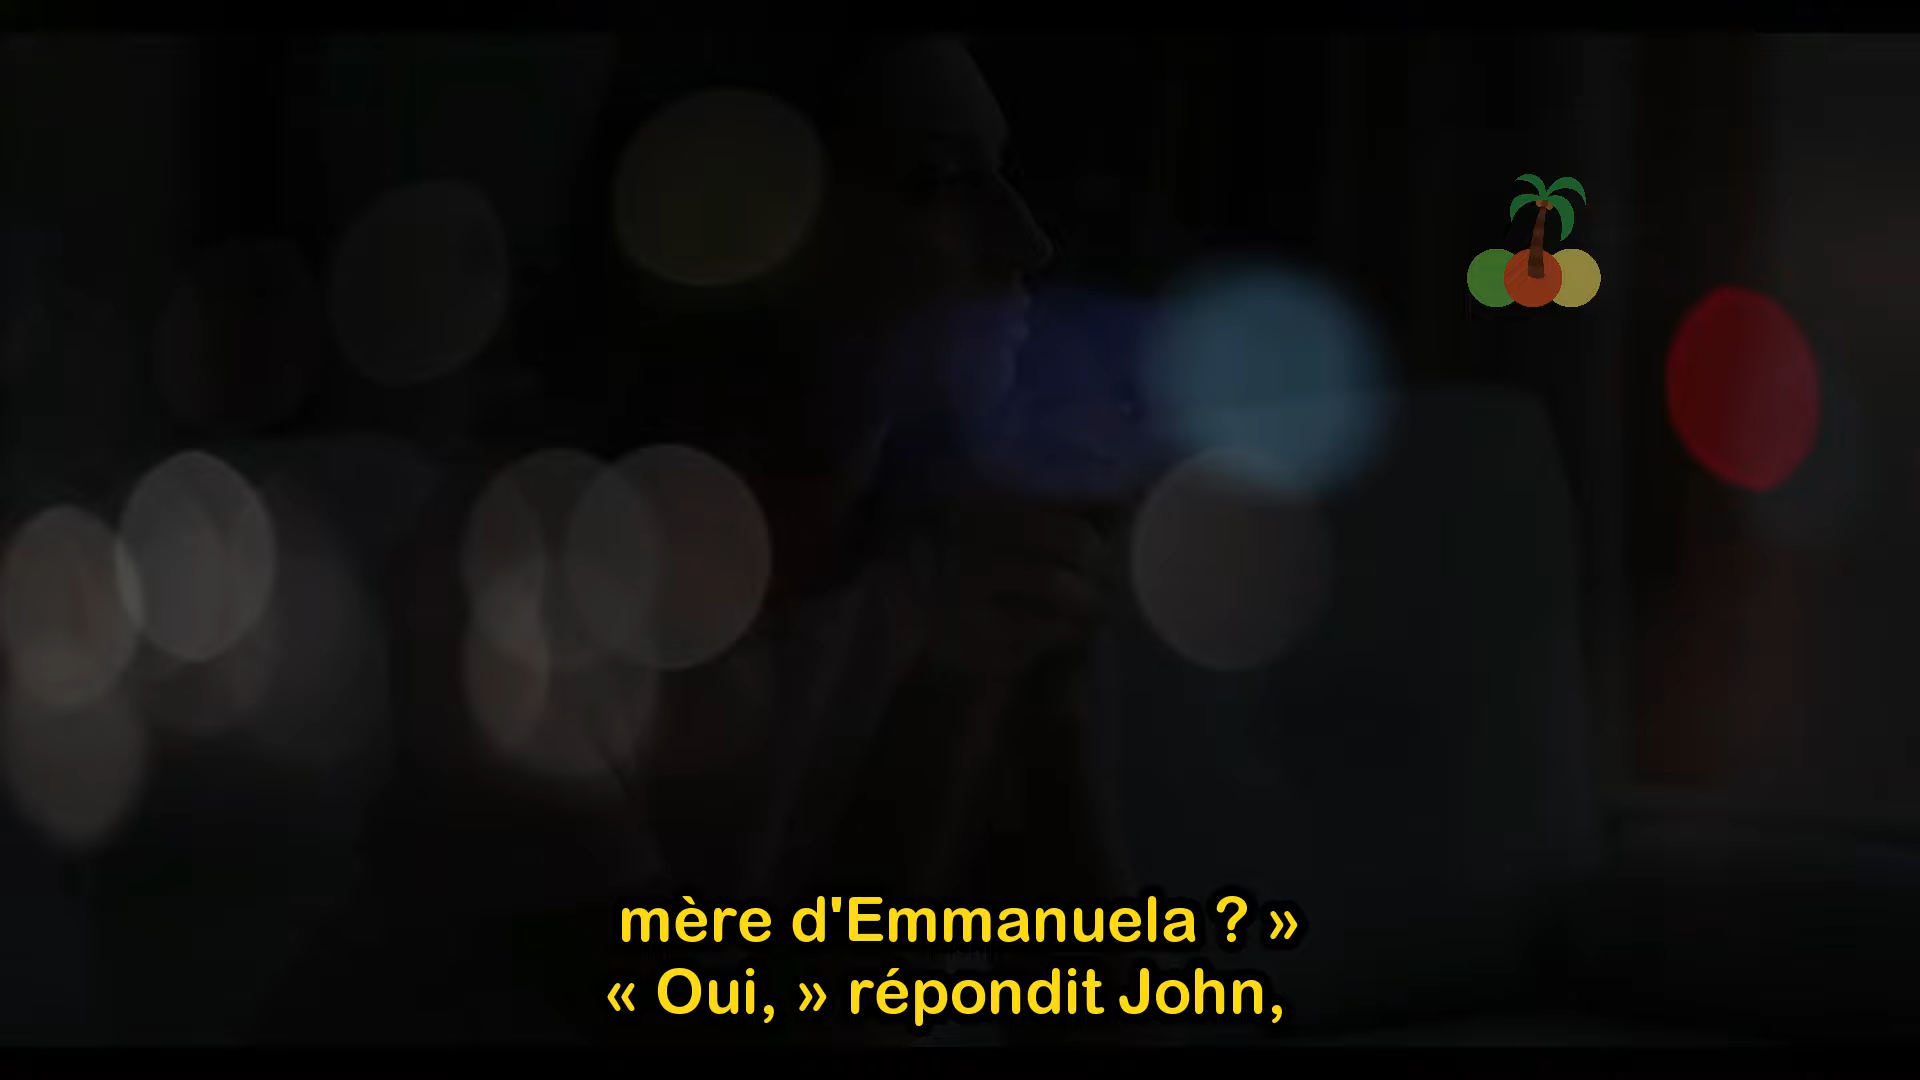 mère d'Emmanuela ? »
« Oui, » répondit John,